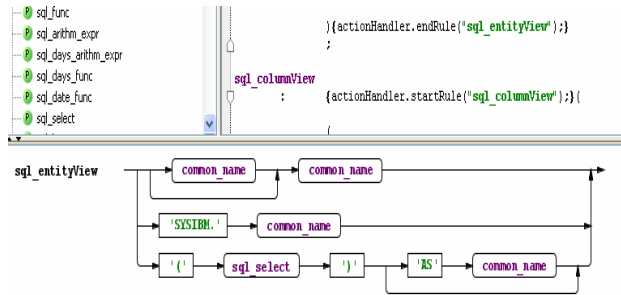 sql_func
sql_arithm_expr
sql_days_arithm_expr
sql_days_func
sql_date_func
sql_select
){actionHandler.endRule("sql_entityView");}
;
sql_columnView
: {actionHandler.startRule("sql_columnView");}(
(
sql_entityView common_name common_name
'SYSIBM.' common_name
'(' sql_select ')' 'AS' common_name